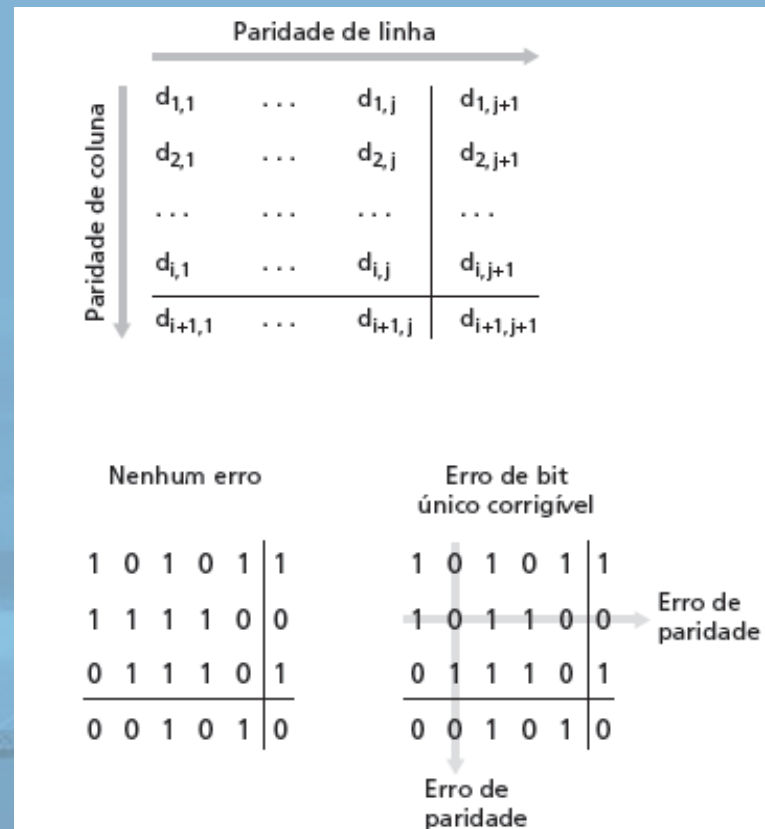 Paridade de linha
Paridade de coluna
d1,1 ... d1,j d1,j+1
d2,1 ... d2,j d2,j+1
... ... ... ...
di,1 ... di,j di,j+1
di+1,1 ... di+1,j di+1,j+1
Nenhum erro
1 0 1 0 1 1
1 1 1 1 0 0
0 1 1 1 0 1
0 0 1 0 1 0
Erro de bit
único corrigível
1 0 1 0 1 1
1 0 1 1 0 0
0 1 1 1 0 1
0 0 1 0 1 0
Erro de
paridade
Erro de
paridade